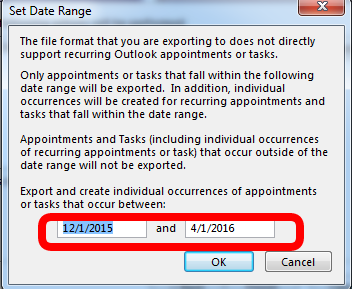 Set Date Range
The file format that you are exporting to does not directly
support recurring Outlook appointments or tasks.
Only appointments or tasks that fall within the following
date range will be exported. In addition, individual
occurrences will be created for recurring appointments and
tasks that fall within the date range.
Appointments and Tasks (including individual occurrences
of recurring appointments or task) that occur outside of the
date range will not be exported.
Export and create individual occurrences of appointments
or tasks that occur between:
12/1/2015 and 4/1/2016
OK Cancel